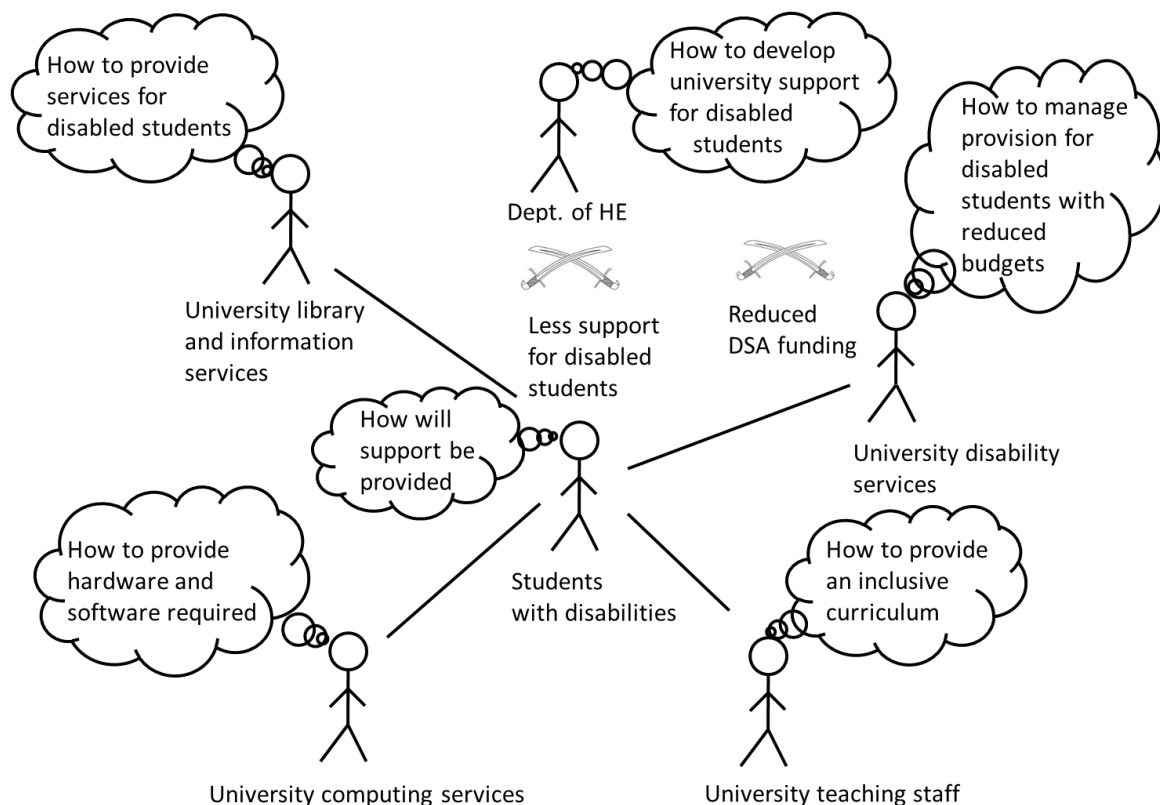 How to provide
services for
disabled students
How to develop
university support
for disabled
students
How to manage
provision for
disabled
students with
reduced
budgets
Dept. of HE
University library
and information
services
Less support
for disabled
students
Reduced
DSA funding
How will
support be
provided
University disability
services
How to provide
hardware and
software required
Students
with disabilities
How to provide
an inclusive
curriculum
University computing services
University teaching staff